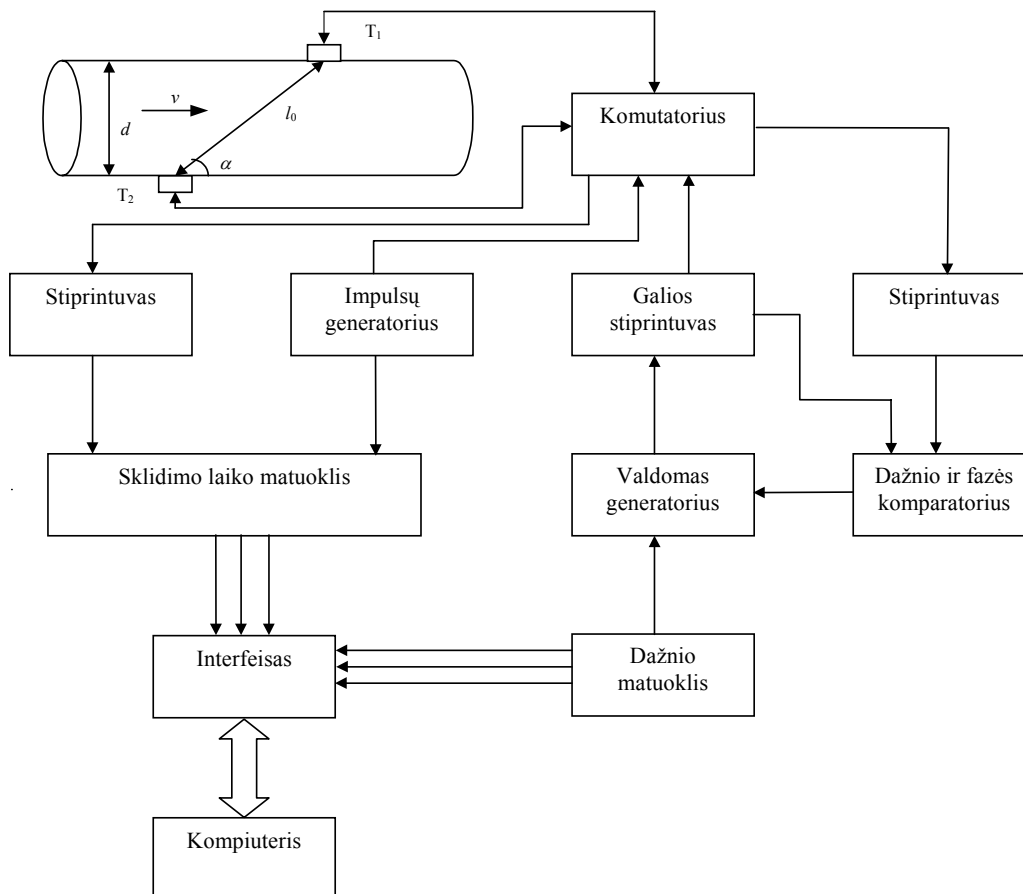 T1
v
d
l0
α
T2
Komutatorius
Stiprintuvas
Impulsų
generatorius
Galios
stiprintuvas
Stiprintuvas
Sklidimo laiko matuoklis
Valdomas
generatorius
Dažnio ir fazės
komparatorius
Interfeisas
Dažnio
matuoklis
Kompiuteris